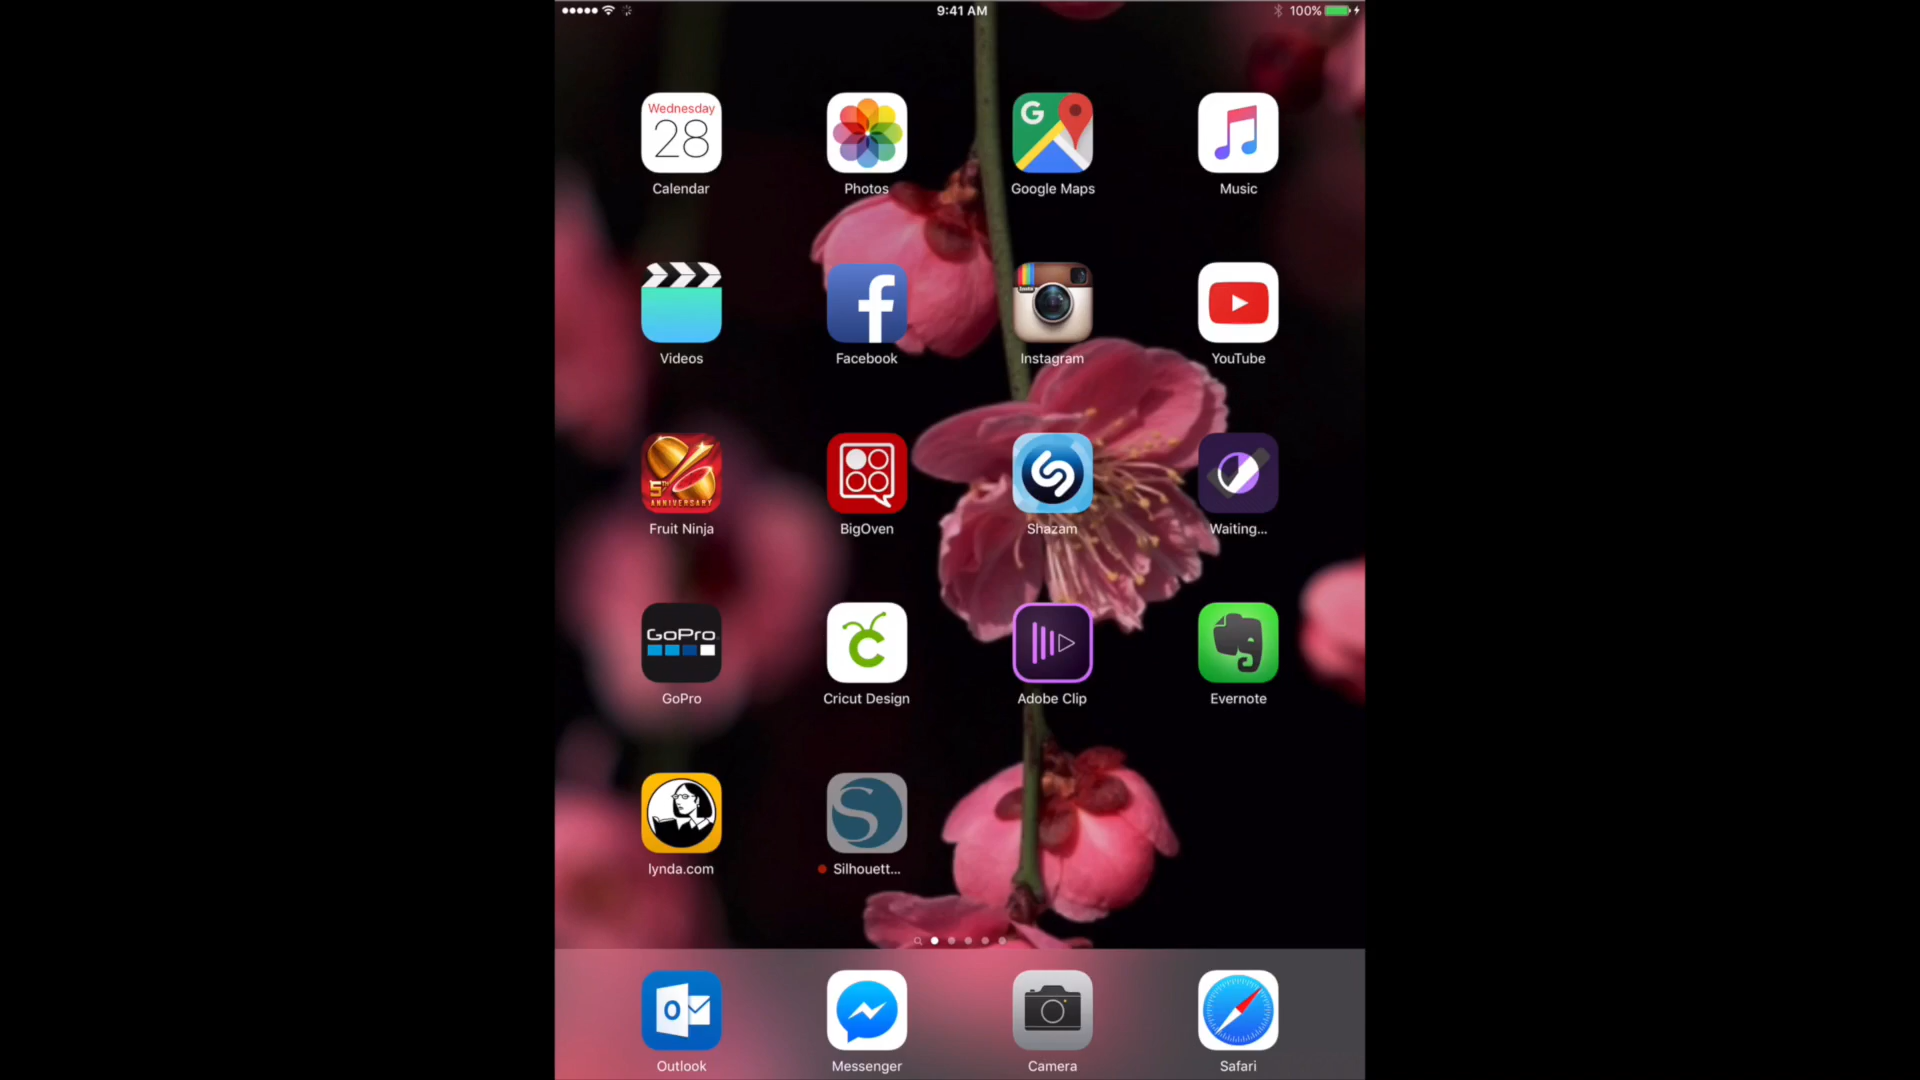 9:41 AM
100%
Wednesday
28
Calendar
Photos
G
Google Maps
Music
Videos
f
Facebook
Instagram
YouTube
5TH
ANNIVERSARY
Fruit Ninja
BigOven
Shazam
Waiting...
GoPro
GoPro
C
Cricut Design
Adobe Clip
Evernote
lynda.com
S
Silhouett...
O
Outlook
Messenger
Camera
Safari